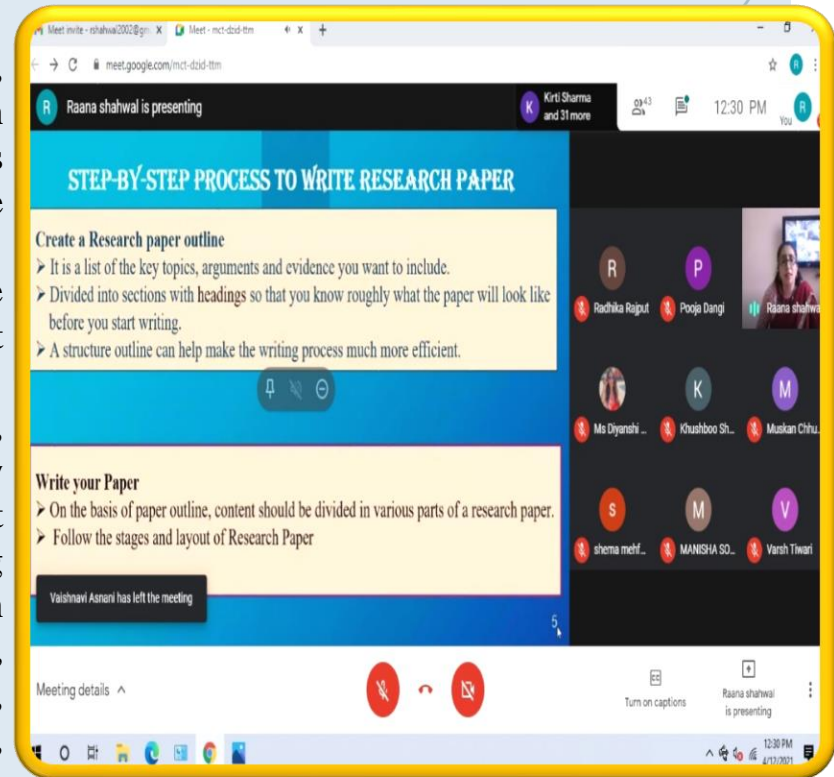 Meet invite - rshahwal2002@gm
Meet - mct-dzid-ttm
meet.google.com/mct-dzid-ttm
R
R Raana shahwal is presenting
K Kirti Sharma
and 31 more
43
12:30 PM
You
R
STEP-BY-STEP PROCESS TO WRITE RESEARCH PAPER
Create a Research paper outline
➤ It is a list of the key topics, arguments and evidence you want to include.
➤ Divided into sections with headings so that you know roughly what the paper will look like
before you start writing.
➤ A structure outline can help make the writing process much more efficient.
Write your Paper
➤ On the basis of paper outline, content should be divided in various parts of a research paper.
➤ Follow the stages and layout of Research Paper
Vaishnavi Asnani has left the meeting
5
R
Radhika Rajput
P
Pooja Dangi
Raana shahwa
Ms Diyanshi ...
K
Khushboo Sh...
M
Muskan Chhu..
S
shema mehf...
M
MANISHA SO...
V
Varsh Tiwari
Meeting details
Turn on captions
Raana shahwal
is presenting
12:30 PM
4/12/2021